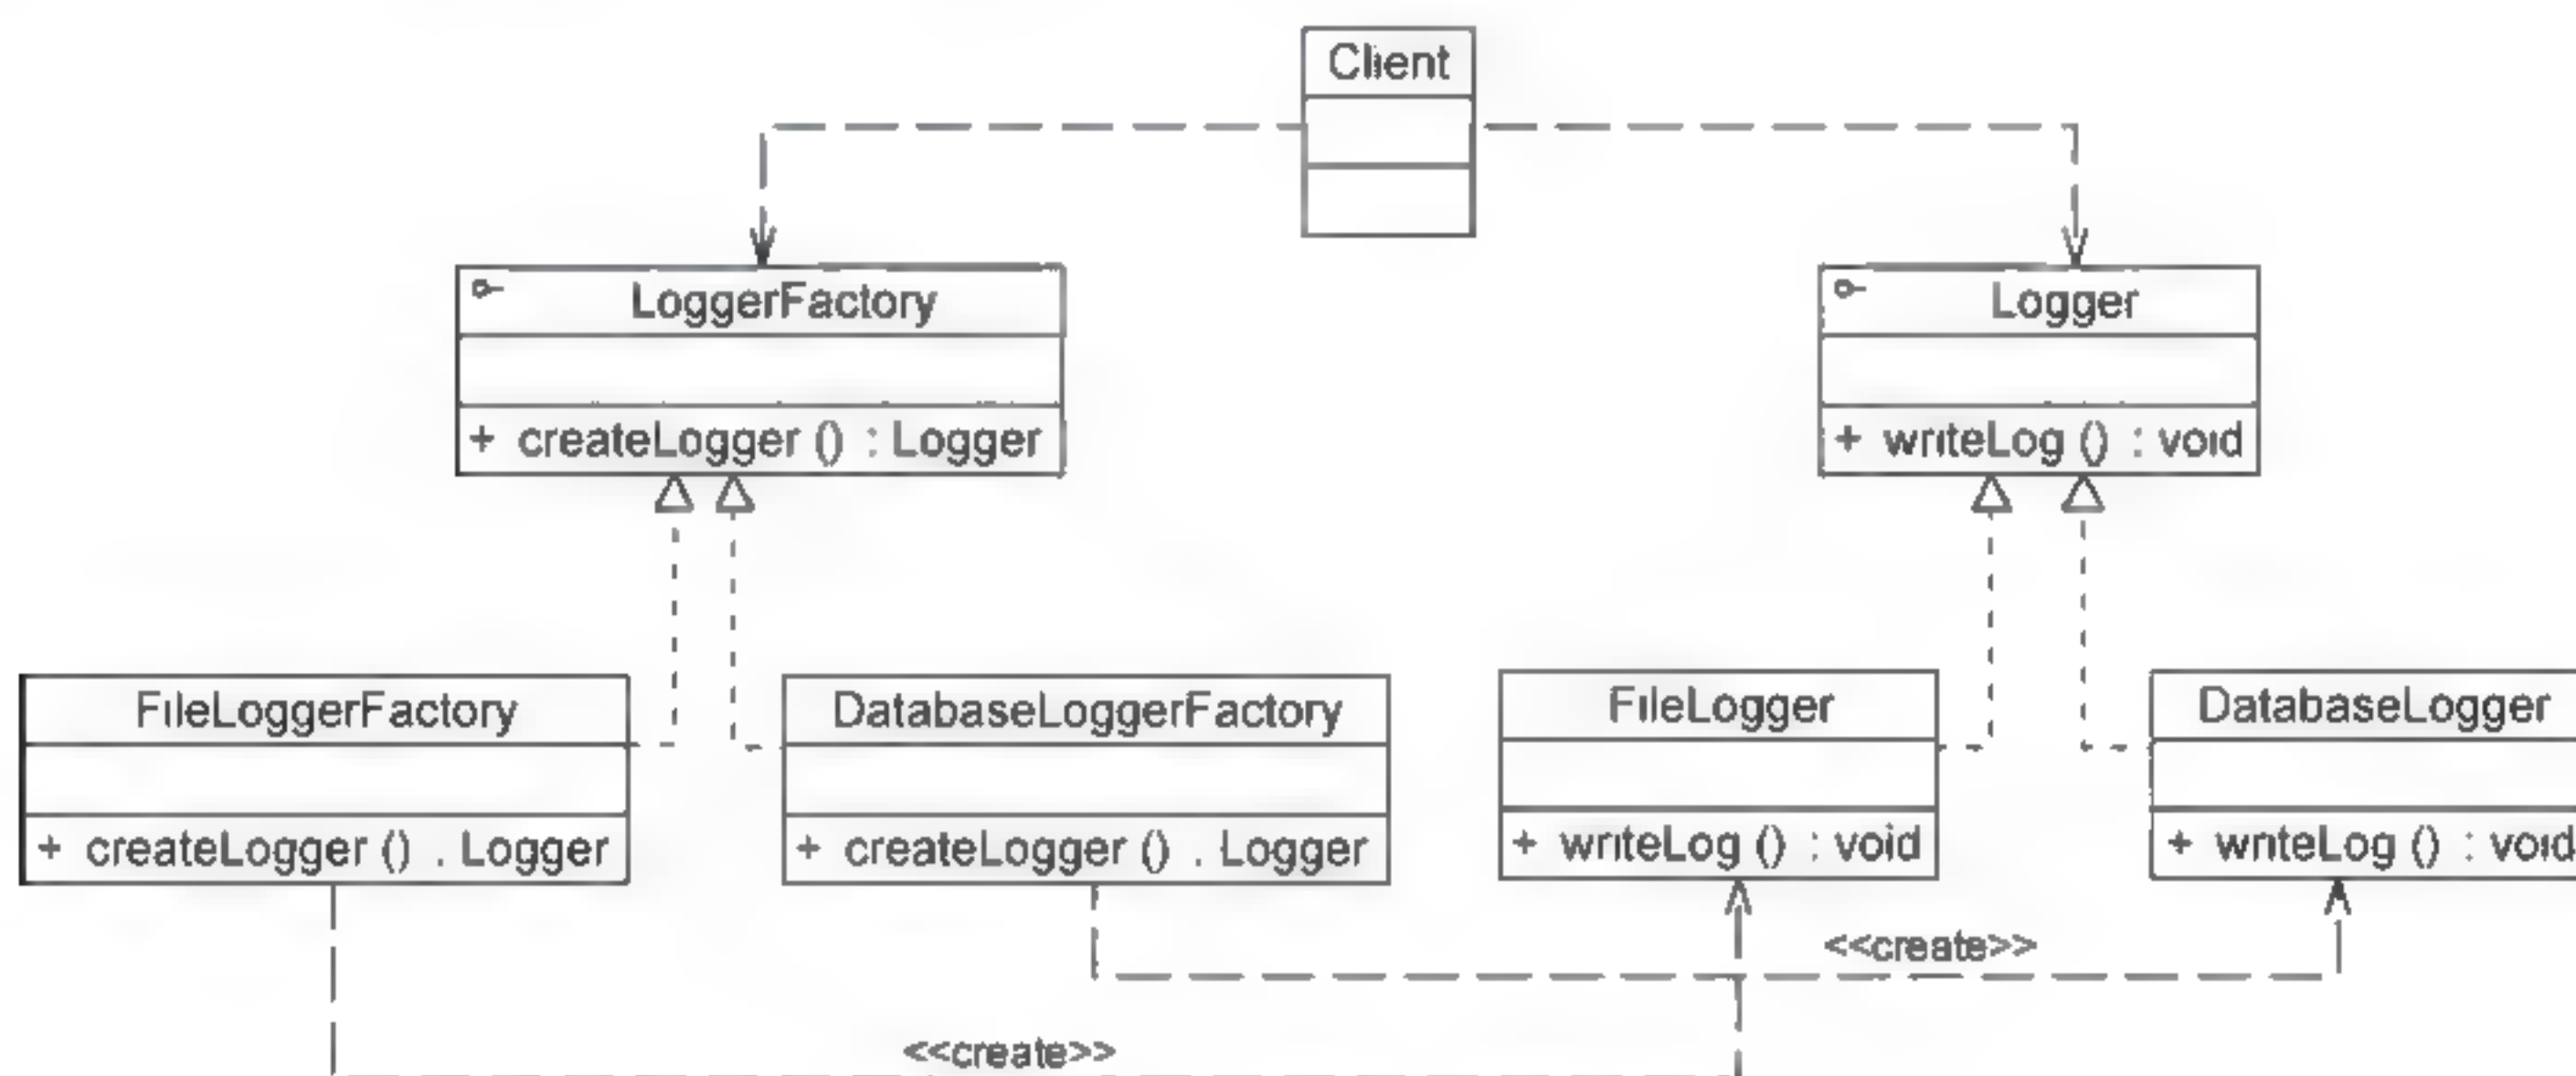 Client
LoggerFactory
+ createLogger () : Logger
Logger
+ writeLog () : void
FileLoggerFactory
+ createLogger () . Logger
DatabaseLoggerFactory
+ createLogger () . Logger
FileLogger
+ writeLog () : void
DatabaseLogger
+ writeLog () : void
<<create>>
<<create>>